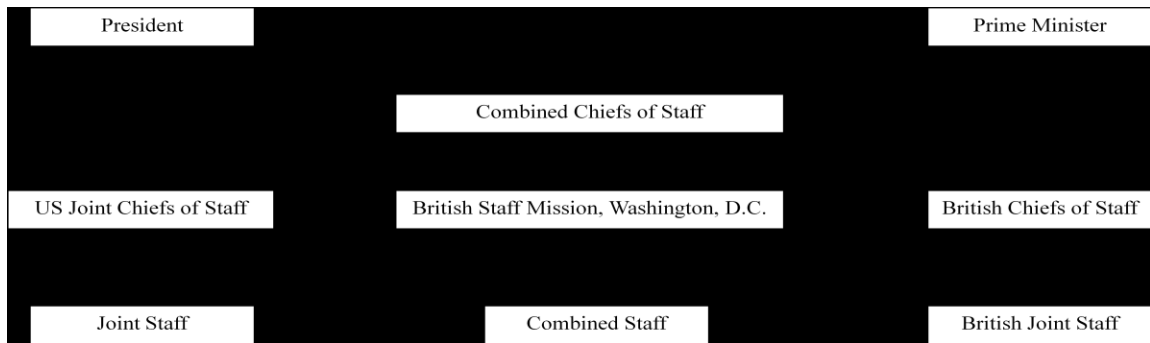 President
Prime Minister
Combined Chiefs of Staff
US Joint Chiefs of Staff
British Staff Mission, Washington, D.C.
British Chiefs of Staff
Joint Staff
Combined Staff
British Joint Staff